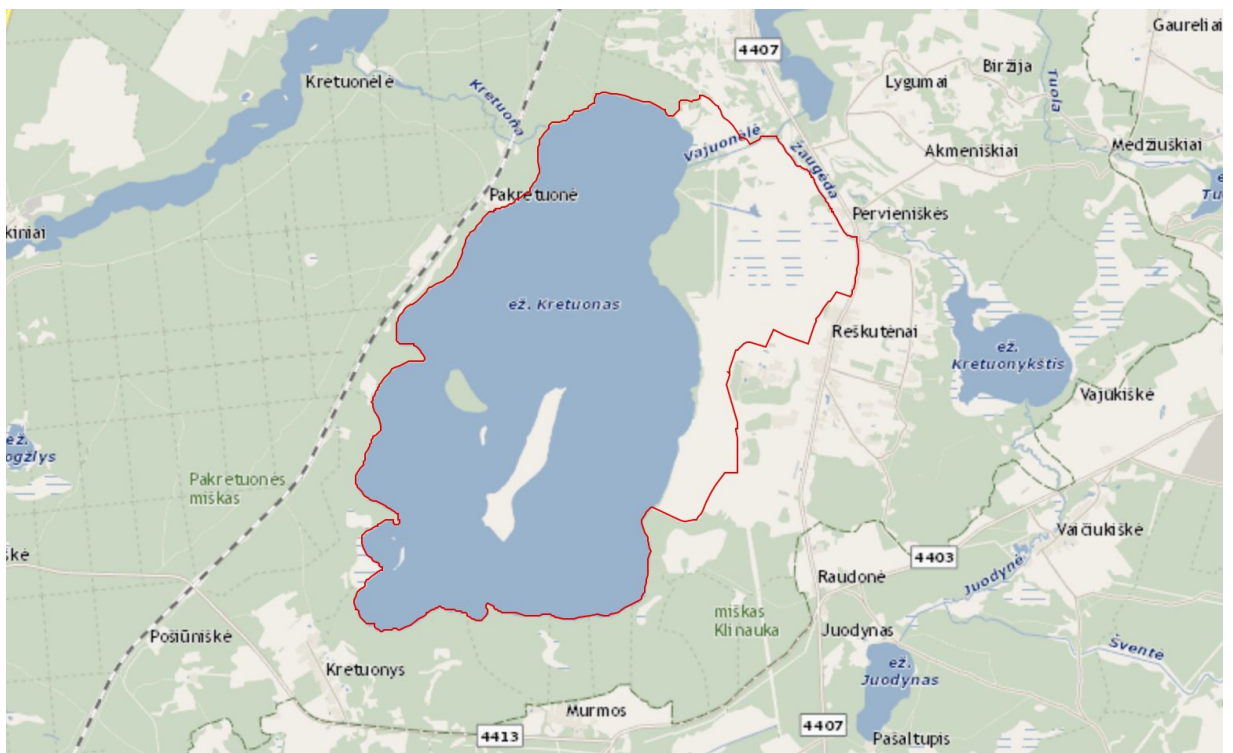 Gaureliai
4407
Biržija
Kretuonėlė
Lygumai
Tuola
Kretuona
Vajuonėlė
Medžiuškiai
Akmeniškiai
Žaugėda
Pakretuonė
Pervieniškės
kiniai
ež. Kretuonas
Reškutėnai
ež.
Kretuonykštis
Vajukiškė
ež.
ogžlys
Pakretuonės
miškas
Vaičiukiškė
škė
4403
Juodynė
Raudonė
miškas
Klinauka
Juodynas
Pošiūniškė
Švente
ež.
Juodynas
Kretuonys
Murmos
4407
4413
Pašaltupis